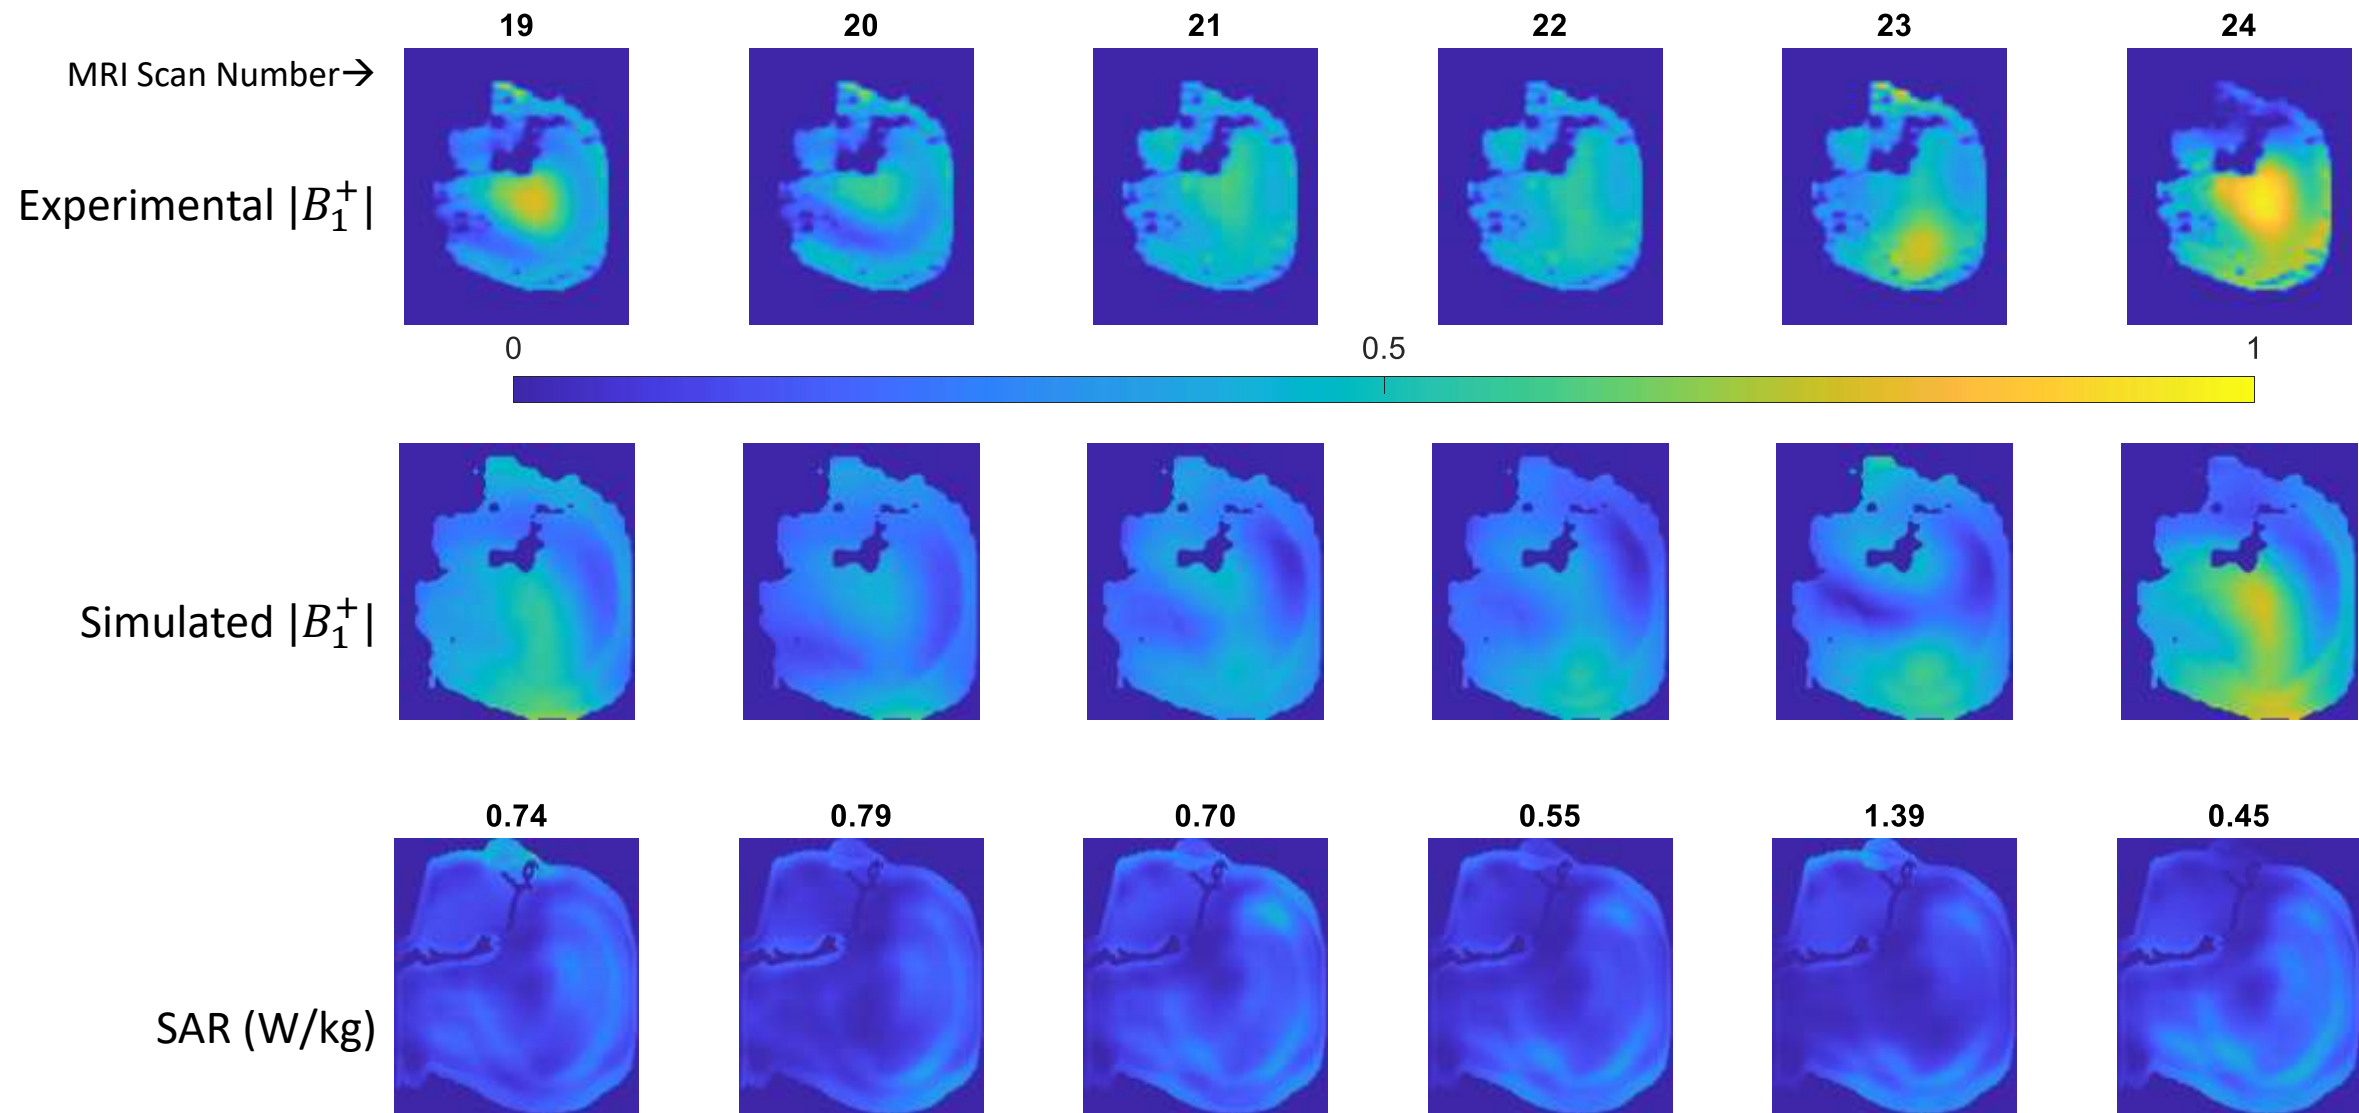 19 20 21 22 23 24
MRI Scan Number→
Experimental |B₁⁺|
0 0.5 1
Simulated |B₁⁺|
0.74 0.79 0.70 0.55 1.39 0.45
SAR (W/kg)